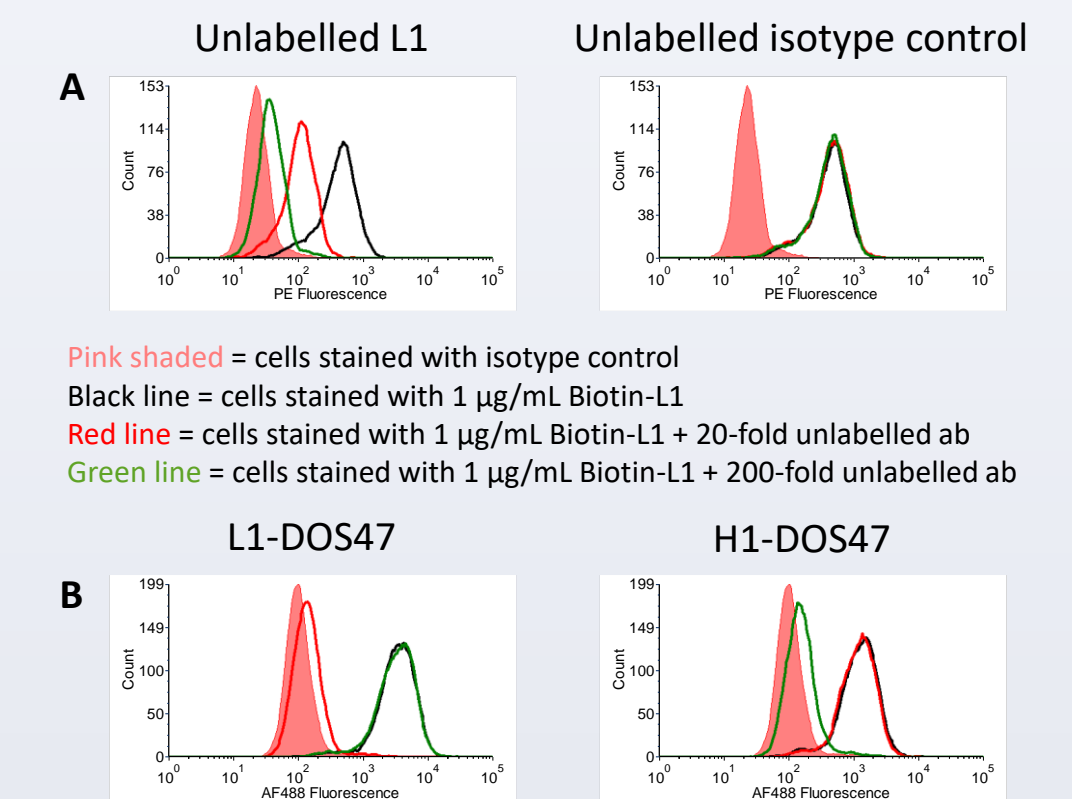 Unlabelled L1
Unlabelled isotype control
A
153
114
76
38
0
Count
10^0 10^1 10^2 10^3 10^4 10^5
PE Fluorescence
153
114
76
38
0
Count
10^0 10^1 10^2 10^3 10^4 10^5
PE Fluorescence
Pink shaded = cells stained with isotype control
Black line = cells stained with 1 µg/mL Biotin-L1
Red line = cells stained with 1 µg/mL Biotin-L1 + 20-fold unlabelled ab
Green line = cells stained with 1 µg/mL Biotin-L1 + 200-fold unlabelled ab
L1-DOS47
H1-DOS47
B
199
149
100
50
0
Count
10^0 10^1 10^2 10^3 10^4 10^5
AF488 Fluorescence
199
149
100
50
0
Count
10^0 10^1 10^2 10^3 10^4 10^5
AF488 Fluorescence